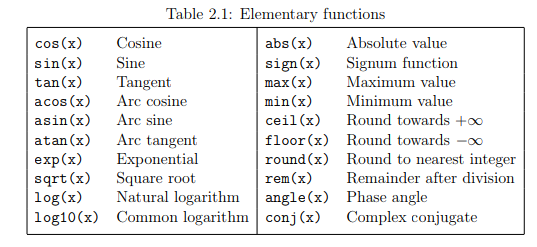 Table 2.1: Elementary functions
cos(x) Cosine abs(x) Absolute value
sin(x) Sine sign(x) Signum function
tan(x) Tangent max(x) Maximum value
acos(x) Arc cosine min(x) Minimum value
asin(x) Arc sine ceil(x) Round towards +∞
atan(x) Arc tangent floor(x) Round towards −∞
exp(x) Exponential round(x) Round to nearest integer
sqrt(x) Square root rem(x) Remainder after division
log(x) Natural logarithm angle(x) Phase angle
log10(x) Common logarithm conj(x) Complex conjugate